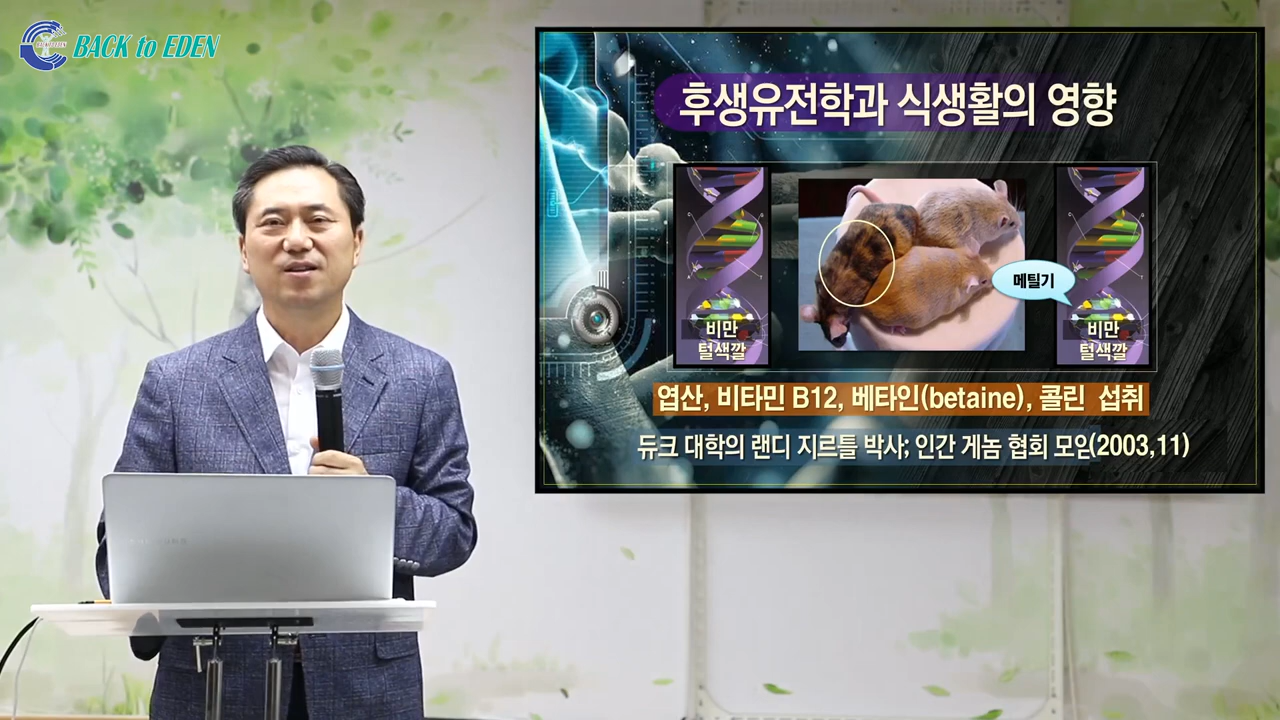 BACK to EDEN
후생유전학과 식생활의 영향
메틸기
비만
털색깔
비만
털색깔
엽산, 비타민 B12, 베타인(betaine), 콜린 섭취
듀크 대학의 랜디 지르틀 박사; 인간 게놈 협회 모임(2003,11)